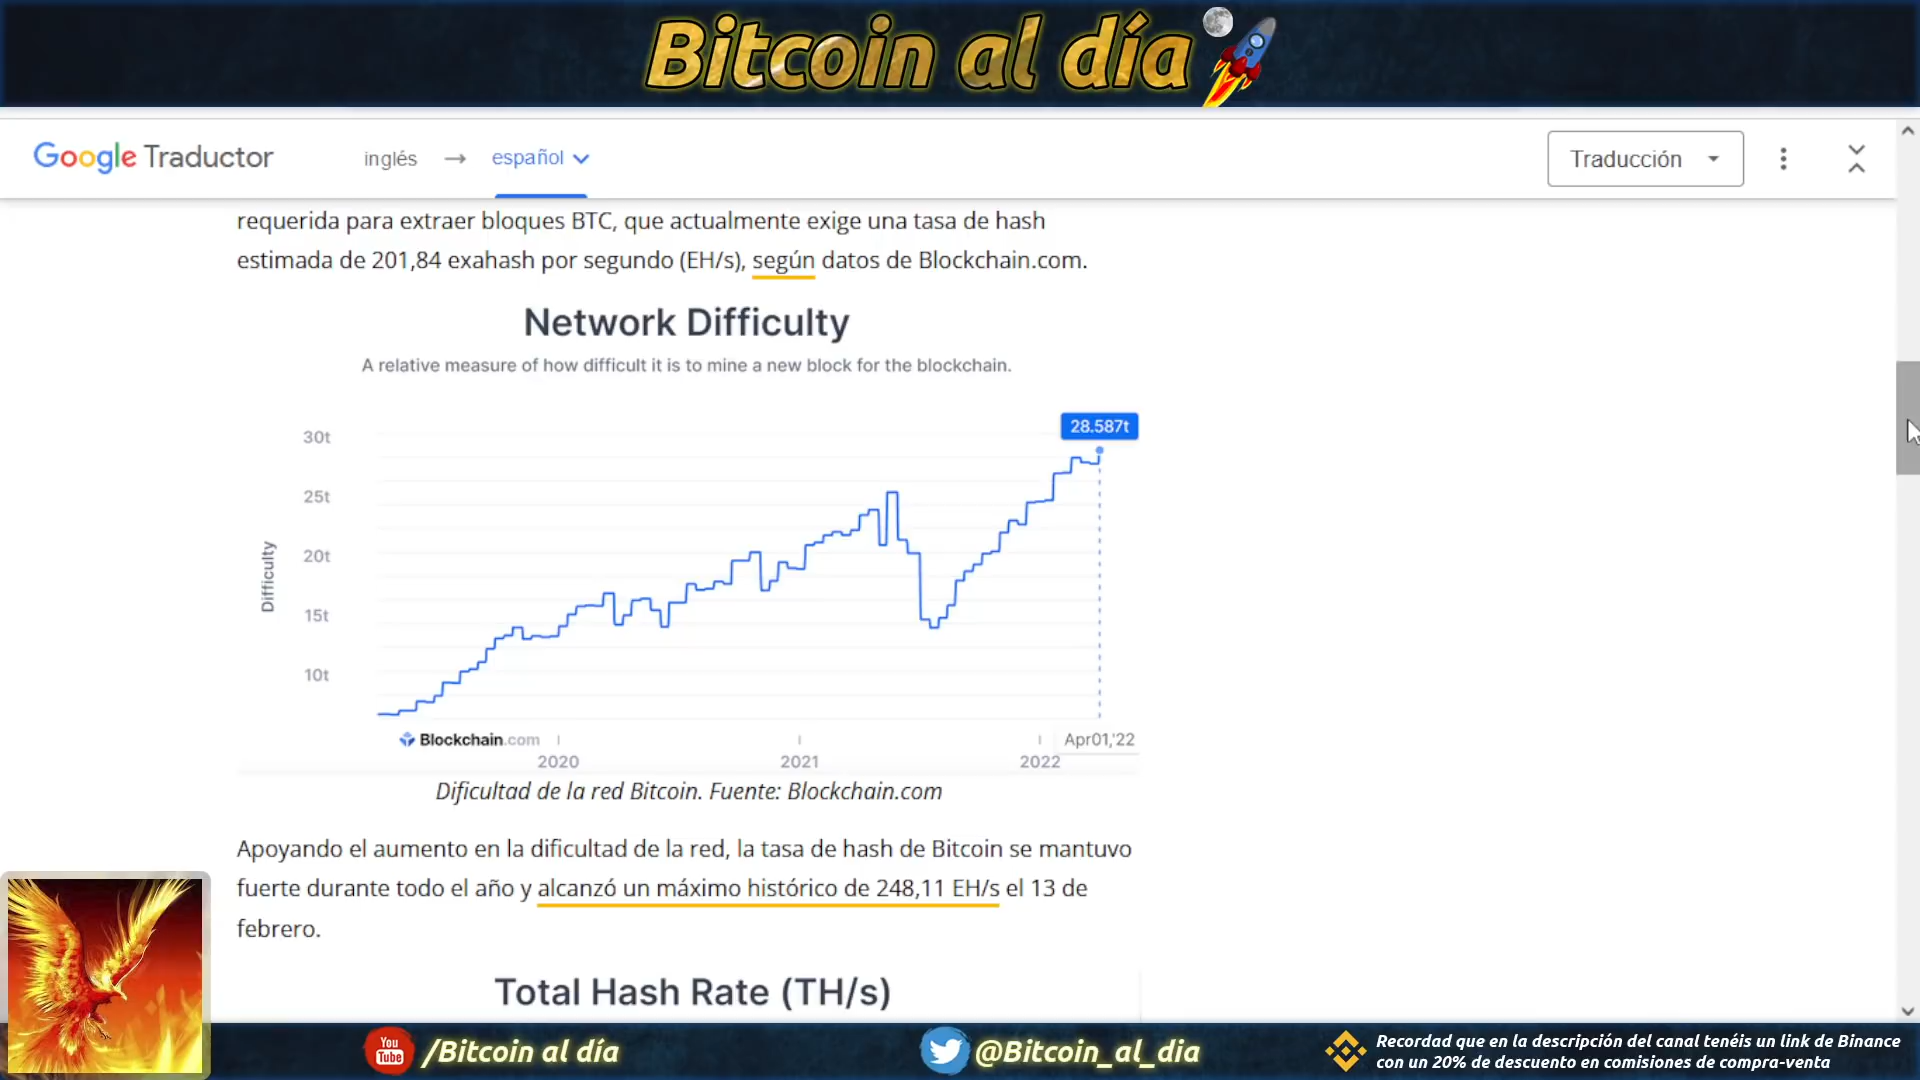 Bitcoin al día
Google Traductor
inglés → español
Traducción
requerida para extraer bloques BTC, que actualmente exige una tasa de hash
estimada de 201,84 exahash por segundo (EH/s), según datos de Blockchain.com.
Network Difficulty
A relative measure of how difficult it is to mine a new block for the blockchain.
28.587t
30t
25t
20t
15t
10t
Difficulty
Blockchain.com
Apr01,'22
2020
2021
2022
Dificultad de la red Bitcoin. Fuente: Blockchain.com
Apoyando el aumento en la dificultad de la red, la tasa de hash de Bitcoin se mantuvo
fuerte durante todo el año y alcanzó un máximo histórico de 248,11 EH/s el 13 de
febrero.
Total Hash Rate (TH/s)
You
Tube
/Bitcoin al día
@Bitcoin_al_dia
Recordad que en la descripción del canal tenéis un link de Binance
con un 20% de descuento en comisiones de compra-venta